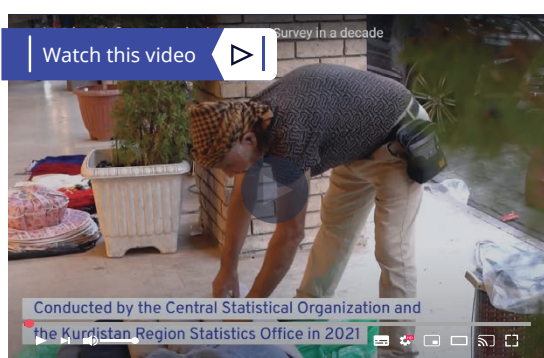 Survey in a decade
Watch this video
Conducted by the Central Statistical Organization and
the Kurdistan Region Statistics Office in 2021